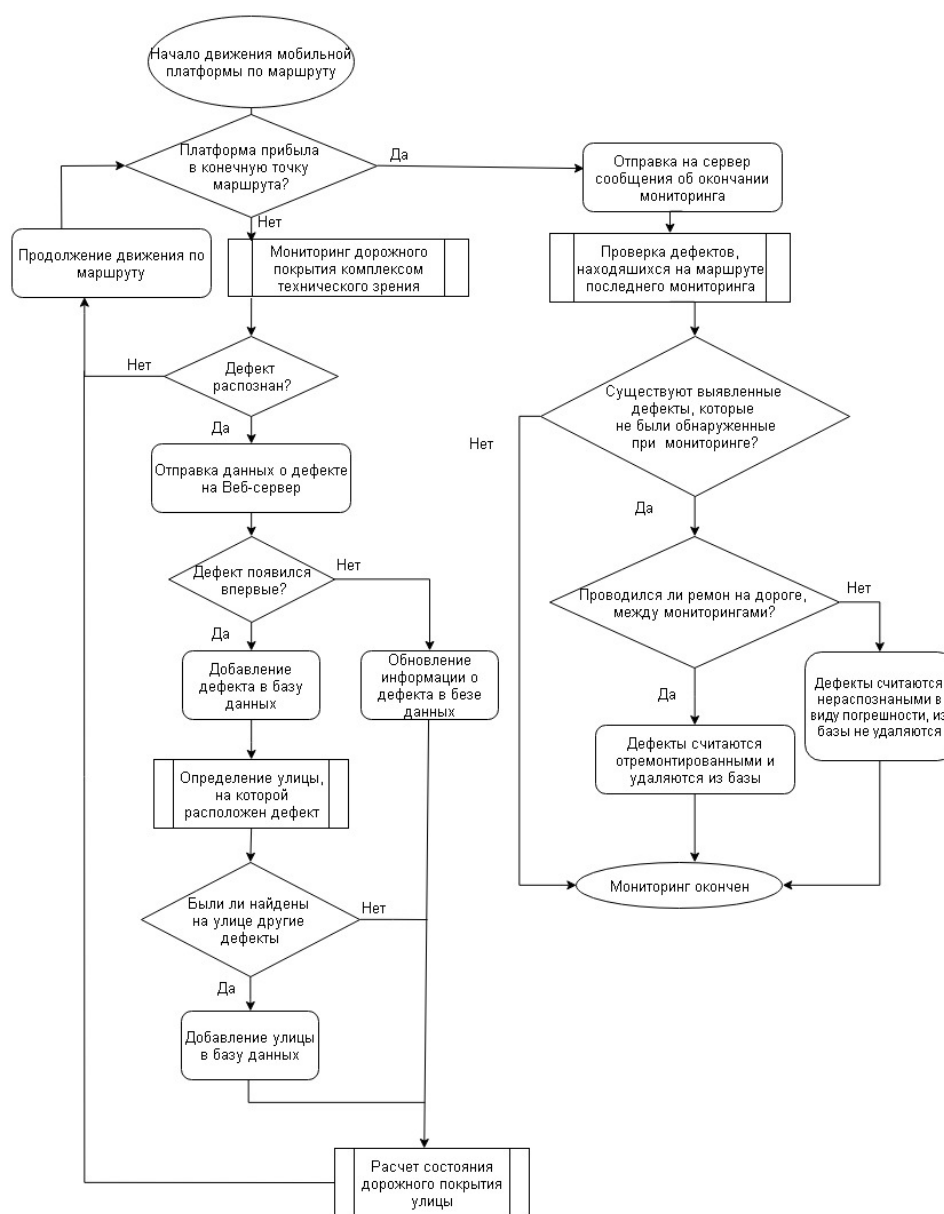 Начало движения мобильной
платформы по маршруту
Платформа прибыла
в конечную точку
маршрута?
Да
Отправка на сервер
сообщения об окончании
мониторинга
Нет
Продолжение движения по
маршруту
Мониторинг дорожного
покрытия комплексом
технического зрения
Проверка дефектов,
находяшихся на маршруте
последнего мониторинга
Нет
Дефект
распознан?
Да
Существуют выявленные
дефекты, которые
не были обнаруженные
при мониторинге?
Нет
Да
Отправка данных о дефекте
на Веб-сервер
Дефект появился
впервые?
Нет
Да
Проводился ли ремон на дороге,
между мониторингами?
Нет
Да
Добавление
дефекта в базу
данных
Обновление
информации о
дефекта в безе
данных
Дефекты считаются
нераспознаными в
виду погрешности, из
базы не удаляются
Дефекты считаются
отремонтированными и
удаляются из базы
Определение улицы,
на которой
расположен дефект
Мониторинг окончен
Были ли найдены
на улице другие
дефекты
Нет
Да
Добавление улицы
в базу данных
Расчет состояния
дорожного покрытия
улицы